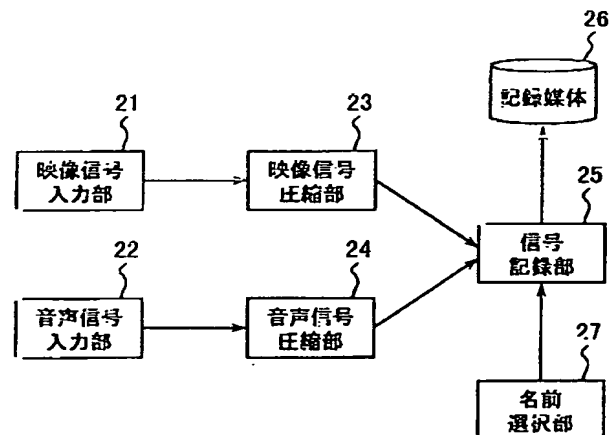 26
記録媒体
21
映像信号
入力部
23
映像信号
圧縮部
25
信号
記録部
22
音声信号
入力部
24
音声信号
圧縮部
27
名前
選択部